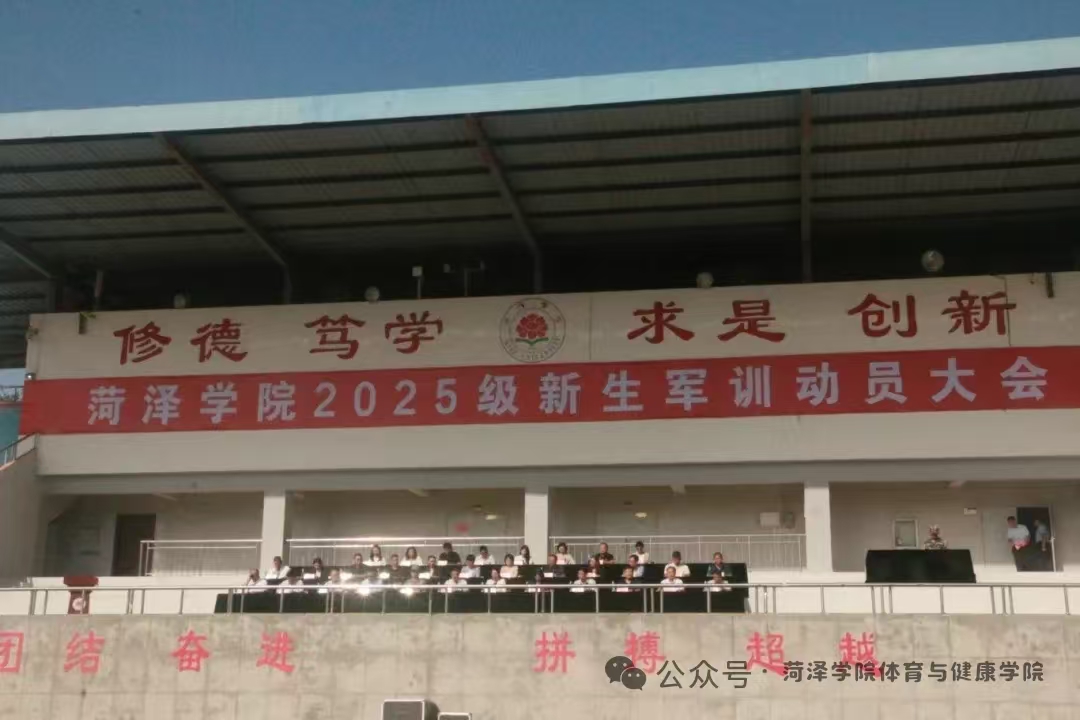 修德 笃学 求是 创新
菏泽学院2025级新生军训动员大会
团结奋进 拼搏超越
公众号·菏泽学院体育与健康学院